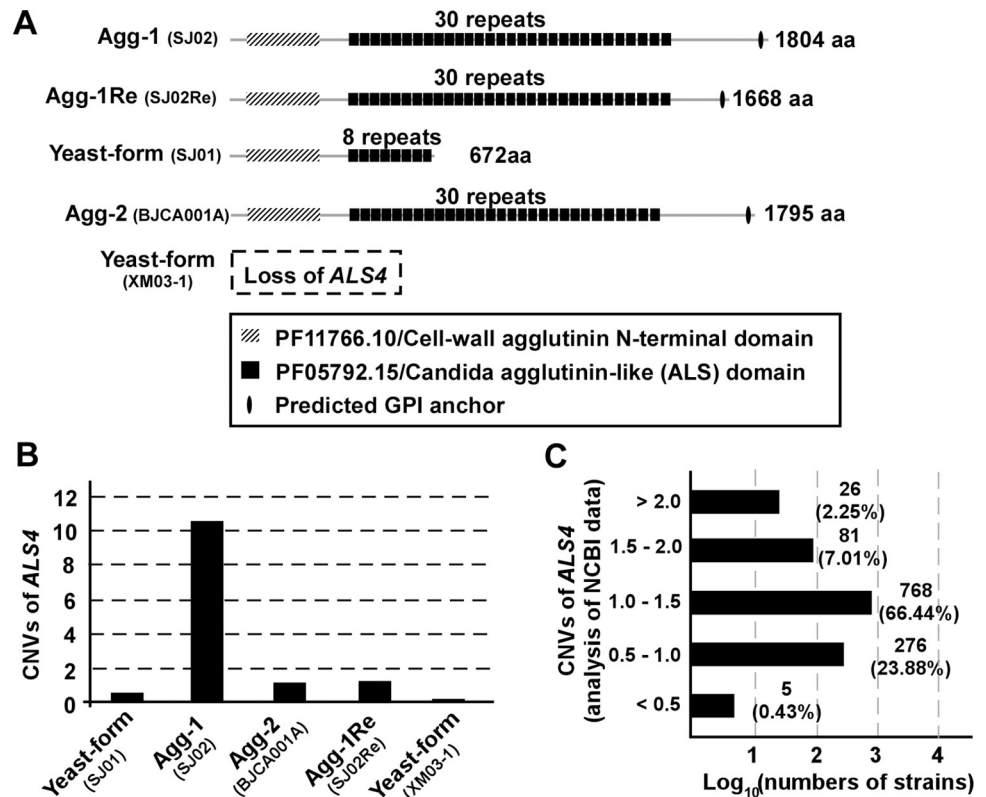 A
30 repeats
Agg-1 (SJ02)
1804 aa
30 repeats
Agg-1Re (SJ02Re)
1668 aa
8 repeats
Yeast-form (SJ01)
672aa
30 repeats
Agg-2 (BJCA001A)
1795 aa
Yeast-form
(XM03-1)
Loss of ALS4
PF11766.10/Cell-wall agglutinin N-terminal domain
PF05792.15/Candida agglutinin-like (ALS) domain
Predicted GPI anchor
B
CNVs of ALS4
12
10
8
6
4
2
0
Yeast-form
(SJ01)
Agg-1
(SJ02)
Agg-2
(BJCA001A)
Agg-1Re
(SJ02Re)
Yeast-form
(XM03-1)
C
CNVs of ALS4
(analysis of NCBI data)
> 2.0
26
(2.25%)
1.5 - 2.0
81
(7.01%)
1.0 - 1.5
768
(66.44%)
0.5 - 1.0
276
(23.88%)
< 0.5
5
(0.43%)
1 2 3 4
Log10(numbers of strains)